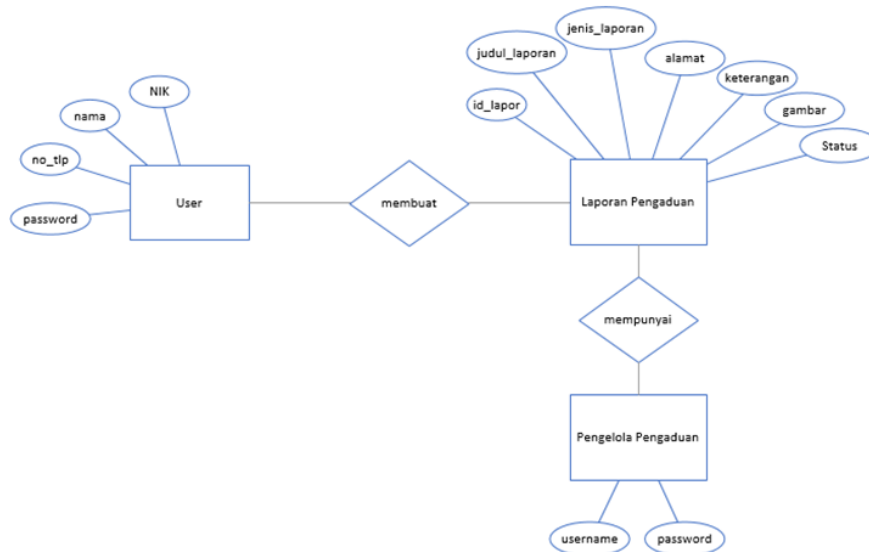 jenis_laporan
judul_laporan
alamat
keterangan
NIK
id_lapor
nama
gambar
Status
no_tlp
User
membuat
Laporan Pengaduan
password
mempunyai
Pengelola Pengaduan
username
password